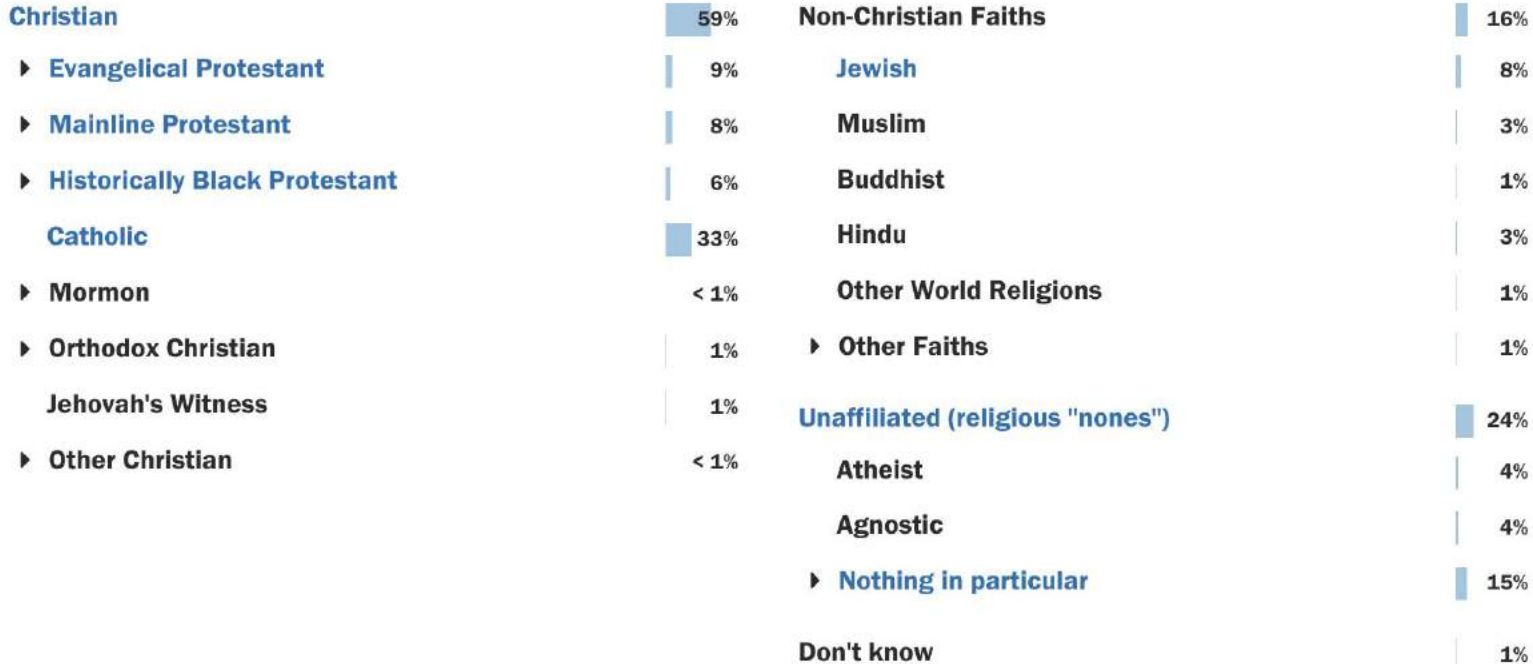 Christian 59%
Evangelical Protestant 9%
Mainline Protestant 8%
Historically Black Protestant 6%
Catholic 33%
Mormon < 1%
Orthodox Christian 1%
Jehovah's Witness 1%
Other Christian < 1%
Non-Christian Faiths 16%
Jewish 8%
Muslim 3%
Buddhist 1%
Hindu 3%
Other World Religions 1%
Other Faiths 1%
Unaffiliated (religious "nones") 24%
Atheist 4%
Agnostic 4%
Nothing in particular 15%
Don't know 1%